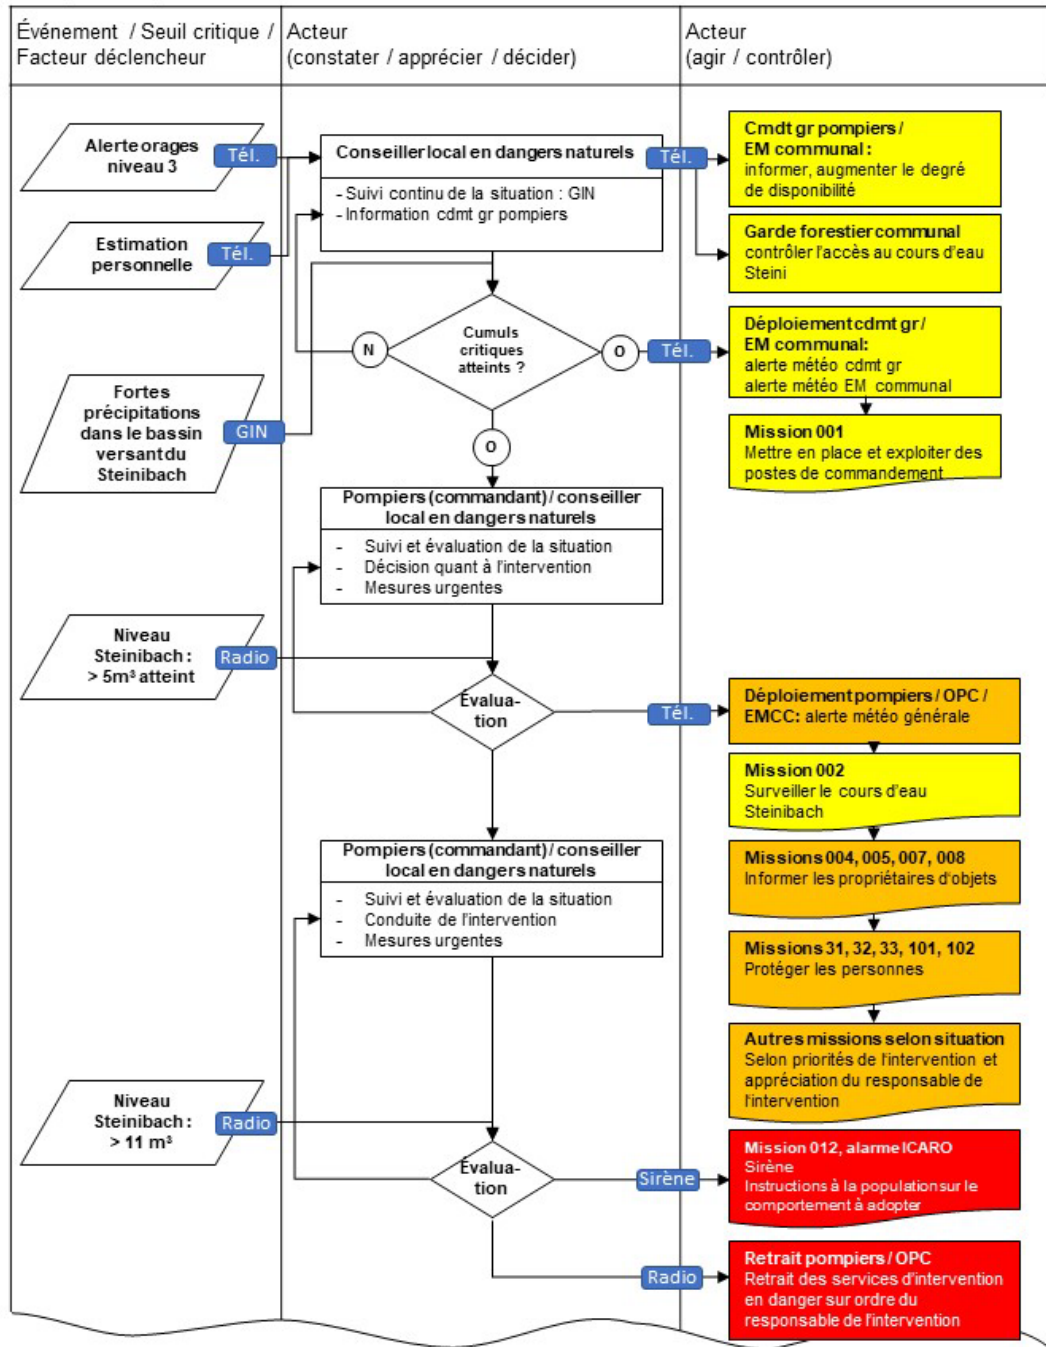 Événement / Seuil critique /
Facteur déclencheur
Acteur
(constater / apprécier / décider)
Acteur
(agir / contrôler)
Alerte orages
niveau 3
Tél.
Conseiller local en dangers naturels
- Suivi continu de la situation : GIN
- Information cdmt gr pompiers
Tél.
Cmdt gr pompiers /
EM communal :
informer, augmenter le degré
de disponibilité
Estimation
personnelle
Tél.
Garde forestier communal
contrôler l'accès au cours d'eau
Steini
Cumuls
critiques
atteints ?
N
O
Tél.
Déploiement cdmt gr /
EM communal:
alerte météo cdmt gr
alerte météo EM communal
Fortes
précipitations
dans le bassin
versant du
Steinibach
GIN
O
Mission 001
Mettre en place et exploiter des
postes de commandement
Pompiers (commandant) / conseiller
local en dangers naturels
- Suivi et évaluation de la situation
- Décision quant à l'intervention
- Mesures urgentes
Niveau
Steinibach :
> 5m³ atteint
Radio
Évalua-
tion
Tél.
Déploiement pompiers / OPC /
EMCC: alerte météo générale
Mission 002
Surveiller le cours d'eau
Steinibach
Pompiers (commandant) / conseiller
local en dangers naturels
- Suivi et évaluation de la situation
- Conduite de l'intervention
- Mesures urgentes
Missions 004, 005, 007, 008
Informer les propriétaires d'objets
Missions 31, 32, 33, 101, 102
Protéger les personnes
Autres missions selon situation
Selon priorités de l'intervention et
appréciation du responsable de
l'intervention
Niveau
Steinibach :
> 11 m³
Radio
Évalua-
tion
Sirène
Mission 012, alarme ICARO
Sirène
Instructions à la population sur le
comportement à adopter
Radio
Retrait pompiers / OPC
Retrait des services d'intervention
en danger sur ordre du
responsable de l'intervention